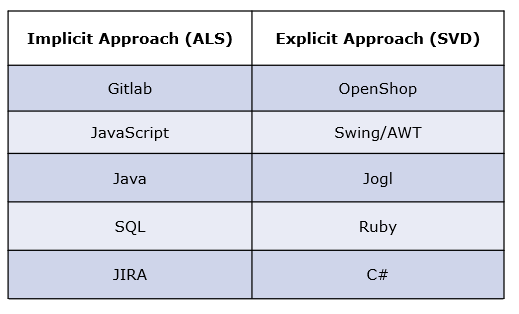 Implicit Approach (ALS) Explicit Approach (SVD)
Gitlab OpenShop
JavaScript Swing/AWT
Java Jogl
SQL Ruby
JIRA C#